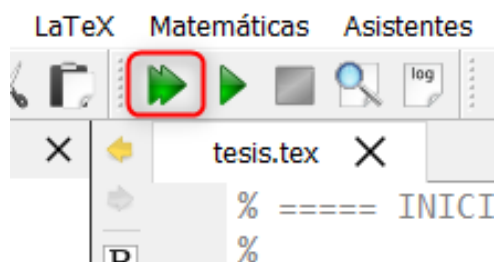 LaTeX Matemáticas Asistentes
log
tesis.tex
% ===== INICI
%